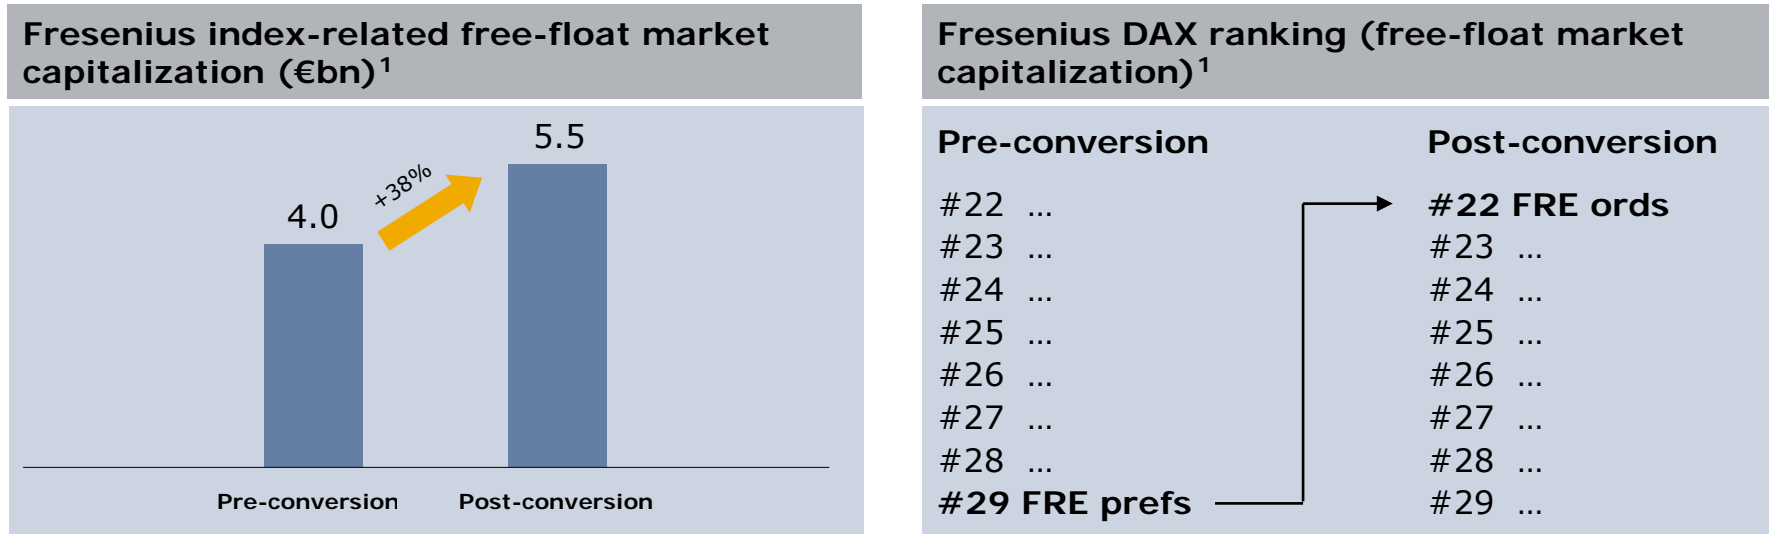 Fresenius index-related free-float market
capitalization (€bn)¹
5.5
+38%
4.0
Pre-conversion
Post-conversion
Fresenius DAX ranking (free-float market
capitalization)¹
Pre-conversion
#22 ...
#23 ...
#24 ...
#25 ...
#26 ...
#27 ...
#28 ...
#29 FRE prefs
Post-conversion
#22 FRE ords
#23 ...
#24 ...
#25 ...
#26 ...
#27 ...
#28 ...
#29 ...